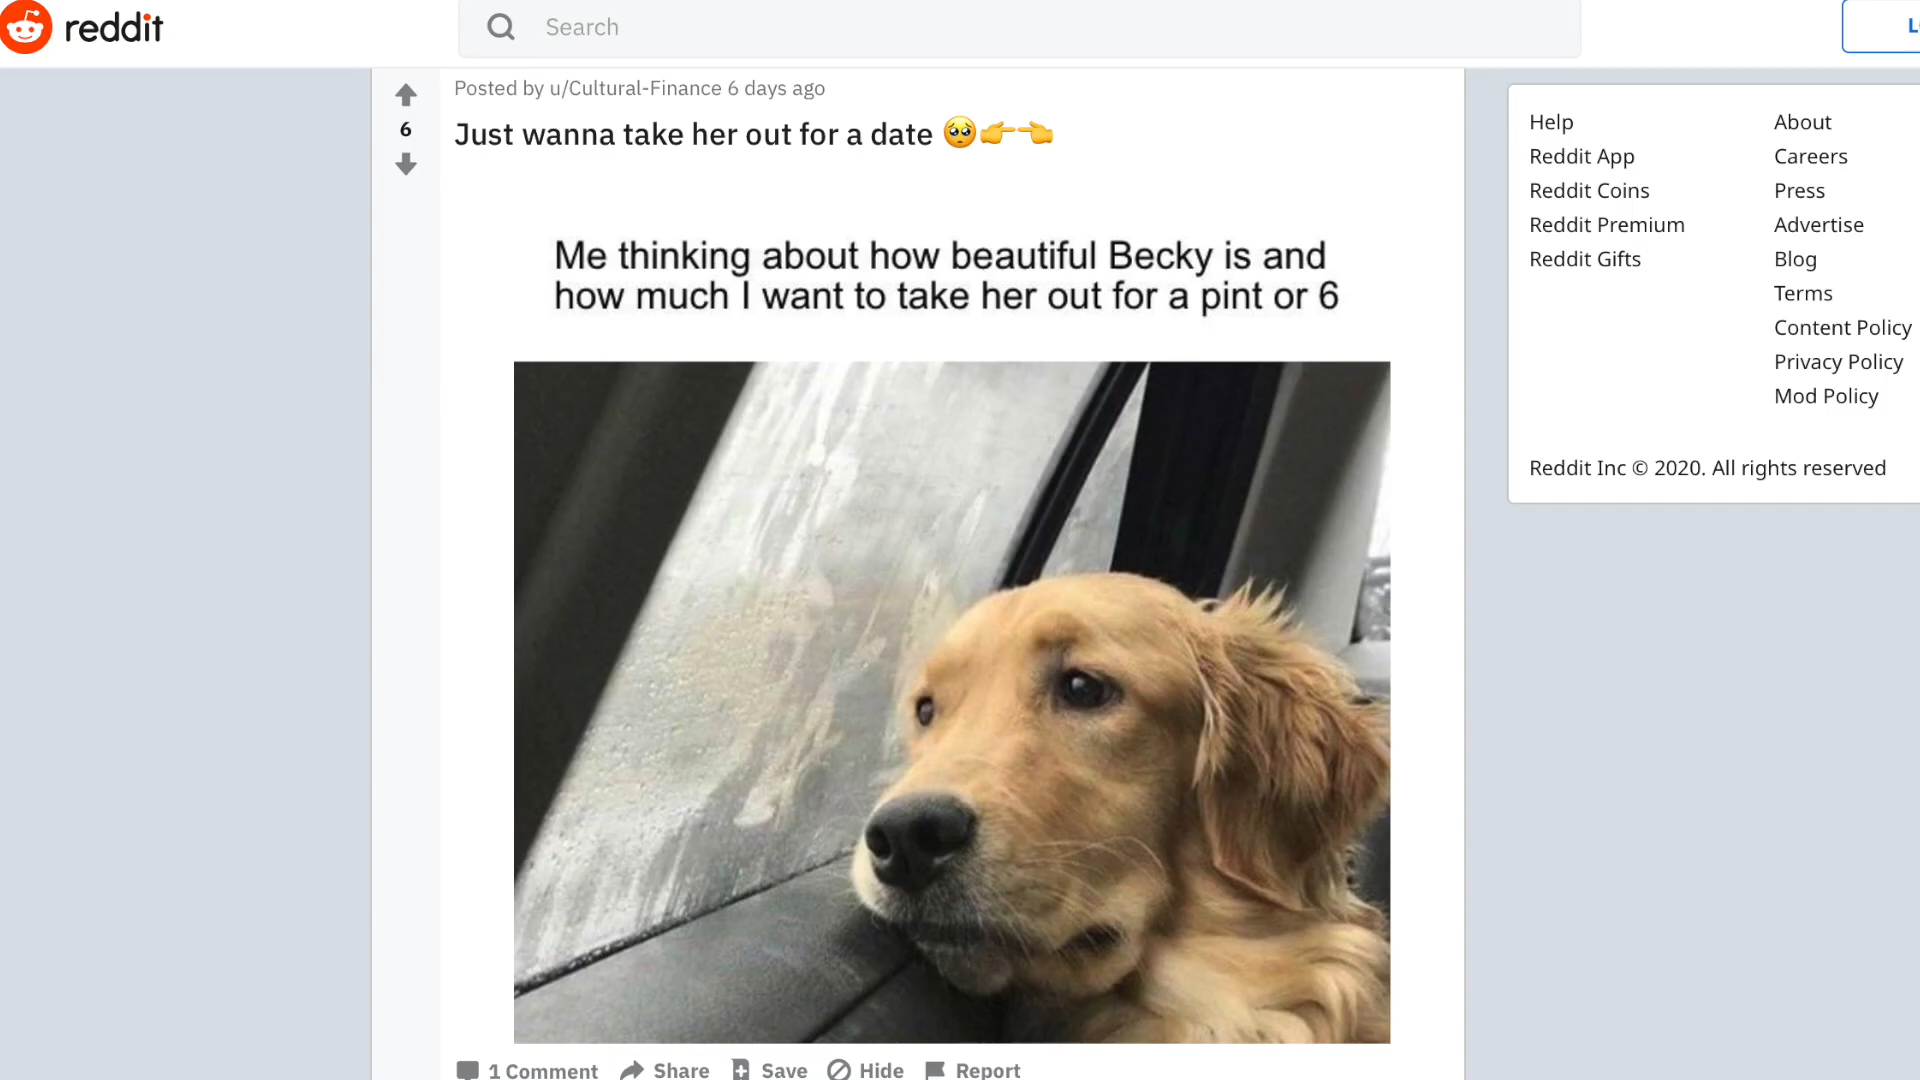 reddit
Search
Posted by u/Cultural-Finance 6 days ago
6
Just wanna take her out for a date 🥺👉👈
Me thinking about how beautiful Becky is and
how much I want to take her out for a pint or 6
1 Comment Share Save Hide Report
Help
Reddit App
Reddit Coins
Reddit Premium
Reddit Gifts
About
Careers
Press
Advertise
Blog
Terms
Content Policy
Privacy Policy
Mod Policy
Reddit Inc © 2020. All rights reserved